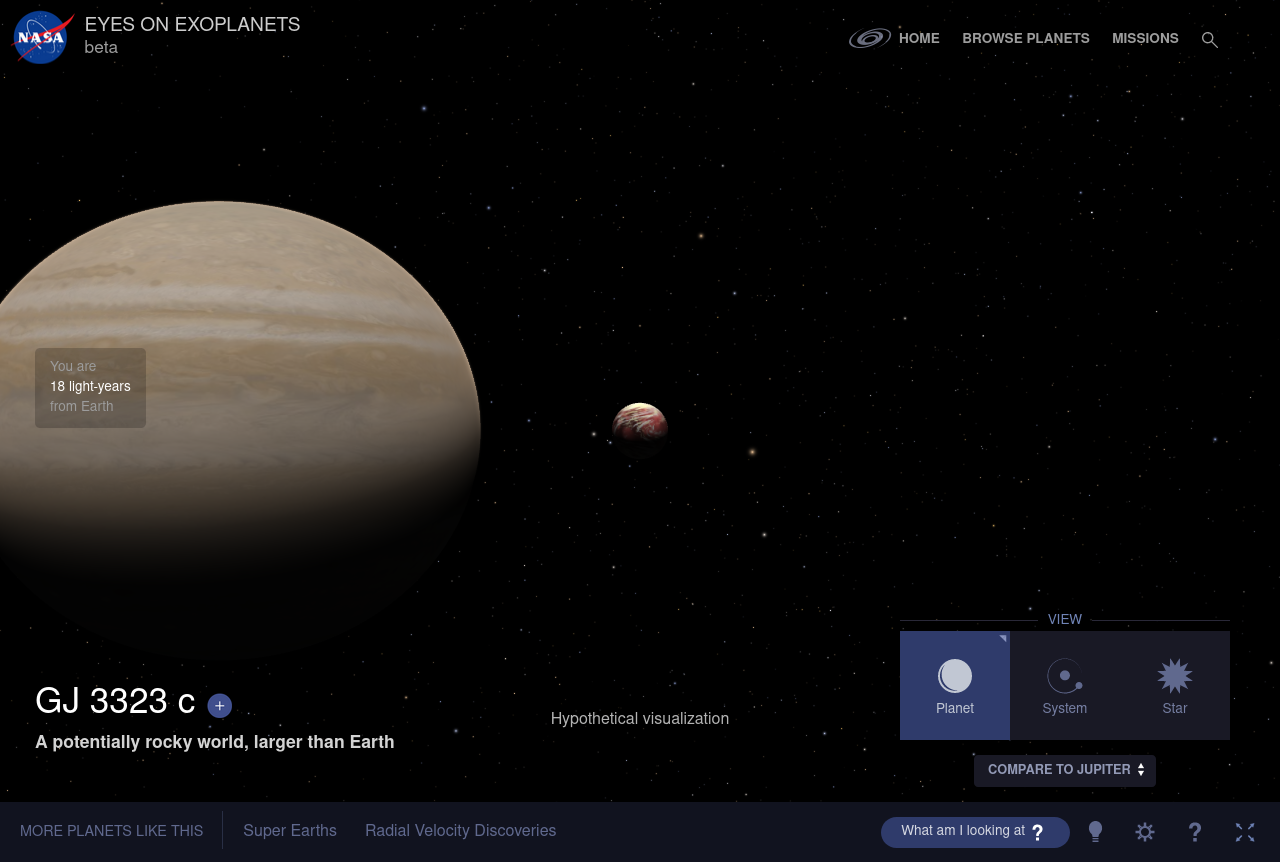 NASA
EYES ON EXOPLANETS
beta
HOME
BROWSE PLANETS
MISSIONS
You are
18 light-years
from Earth
VIEW
Planet
System
Star
GJ 3323 c +
A potentially rocky world, larger than Earth
Hypothetical visualization
COMPARE TO JUPITER
MORE PLANETS LIKE THIS
Super Earths
Radial Velocity Discoveries
What am I looking at ?
?